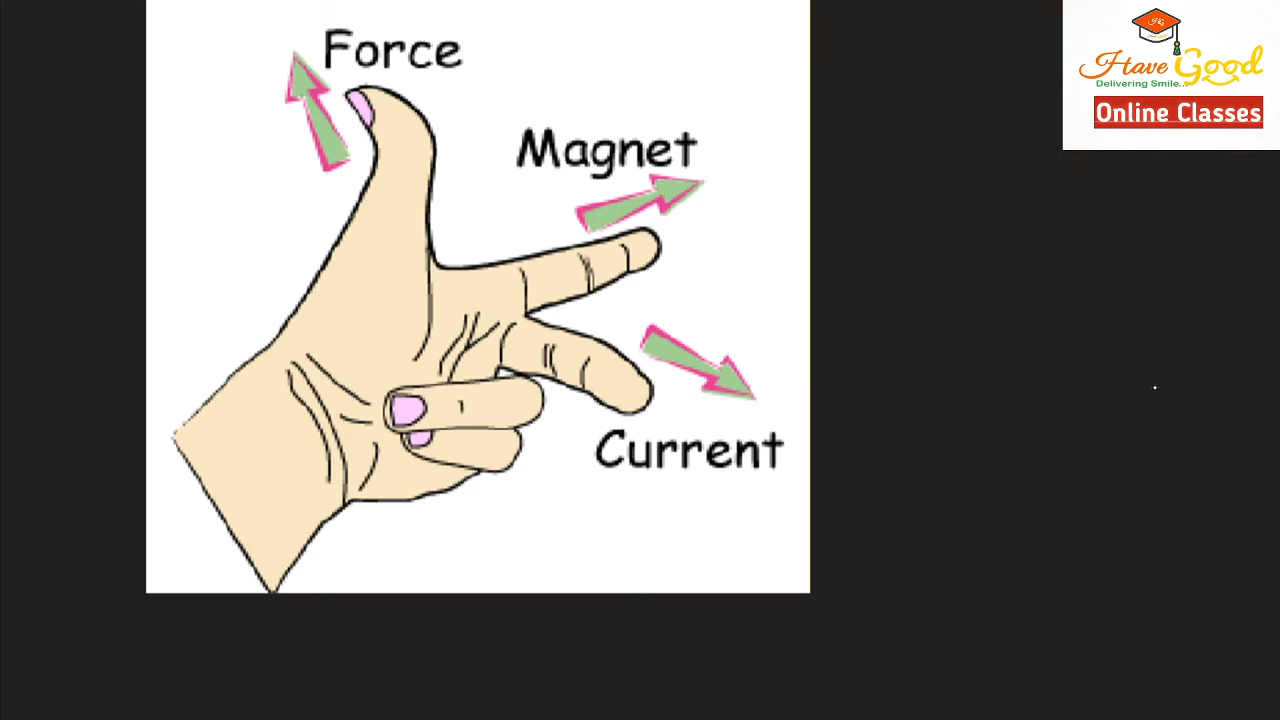 Force
Magnet
Current
Have Good
Delivering Smile...
Online Classes